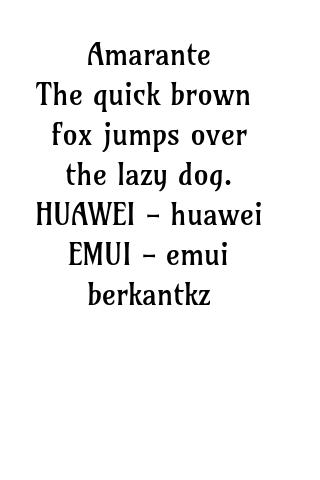 Amarante
The quick brown
fox jumps over
the lazy dog.
HUAWEI - huawei
EMUI - emui
berkantkz